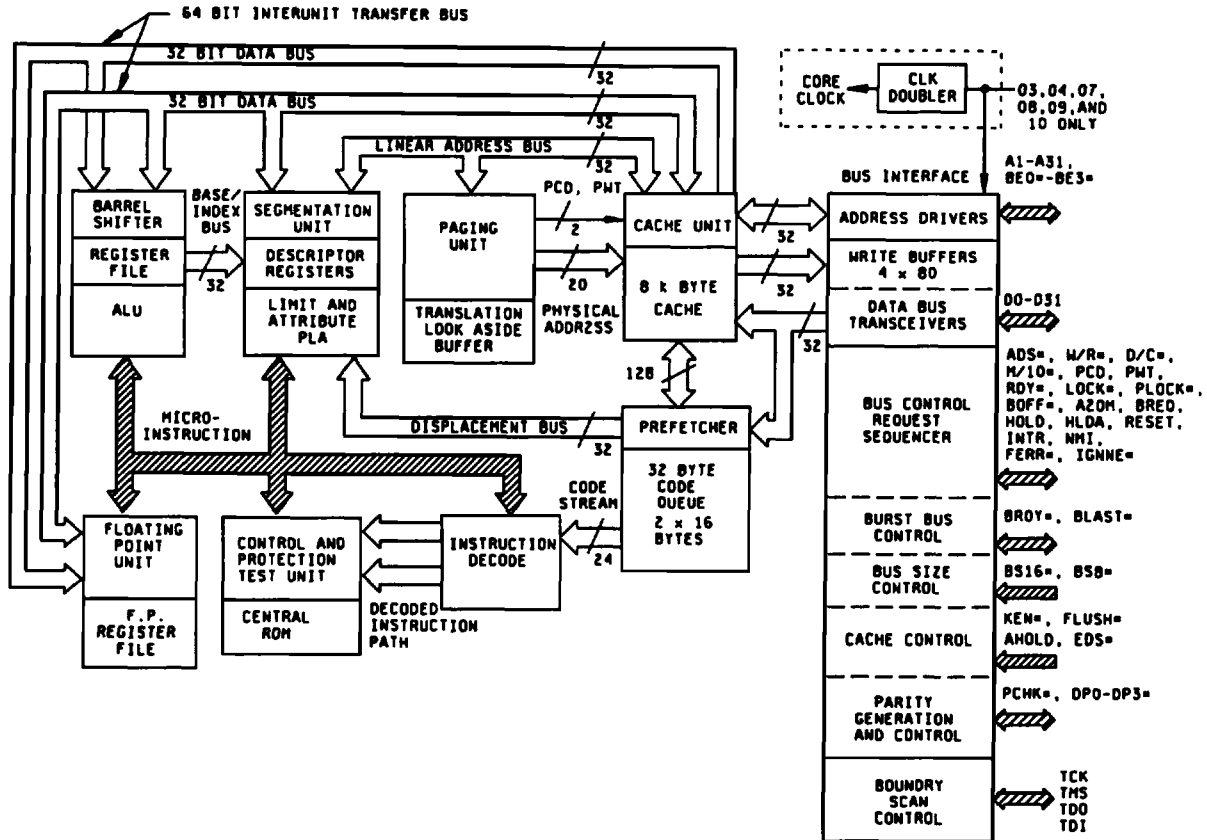 64 BIT INTERUNIT TRANSFER BUS
32 BIT DATA BUS
32
32 BIT DATA BUS
32
LINEAR ADDRESS BUS
32
CORE
CLOCK
CLK
DOUBLER
03,04,07,
08,09,AND
10 ONLY
A1-A31,
BE0=-BE3=
BUS INTERFACE
BARREL
SHIFTER
REGISTER
FILE
ALU
BASE/
INDEX
BUS
32
SEGMENTATION
UNIT
DESCRIPTOR
REGISTERS
LIMIT AND
ATTRIBUTE
PLA
PAGING
UNIT
TRANSLATION
LOOK ASIDE
BUFFER
PCD, PWT
2
20
PHYSICAL
ADDRESS
CACHE UNIT
8 k BYTE
CACHE
32
32
32
128
ADDRESS DRIVERS
WRITE BUFFERS
4 x 80
DATA BUS
TRANSCEIVERS
D0-D31
BUS CONTROL
REQUEST
SEQUENCER
ADS=, W/R=, D/C=,
M/IO=, PCD, PWT,
RDY=, LOCK=, PLOCK=,
BOFF=, A20M, BREQ,
HOLD, HLDA, RESET,
INTR, NMI,
FERR=, IGNNE=
MICRO-
INSTRUCTION
DISPLACEMENT BUS
32
PREFETCHER
32 BYTE
CODE
QUEUE
2 x 16
BYTES
CODE
STREAM
24
FLOATING
POINT
UNIT
F.P.
REGISTER
FILE
CONTROL AND
PROTECTION
TEST UNIT
CENTRAL
ROM
INSTRUCTION
DECODE
DECODED
INSTRUCTION
PATH
BURST BUS
CONTROL
BRDY=, BLAST=
BUS SIZE
CONTROL
BS16=, BS8=
CACHE CONTROL
KEN=, FLUSH=
AHOLD, EDS=
PARITY
GENERATION
AND CONTROL
PCHK=, DP0-DP3=
BOUNDRY
SCAN
CONTROL
TCK
TMS
TDO
TDI